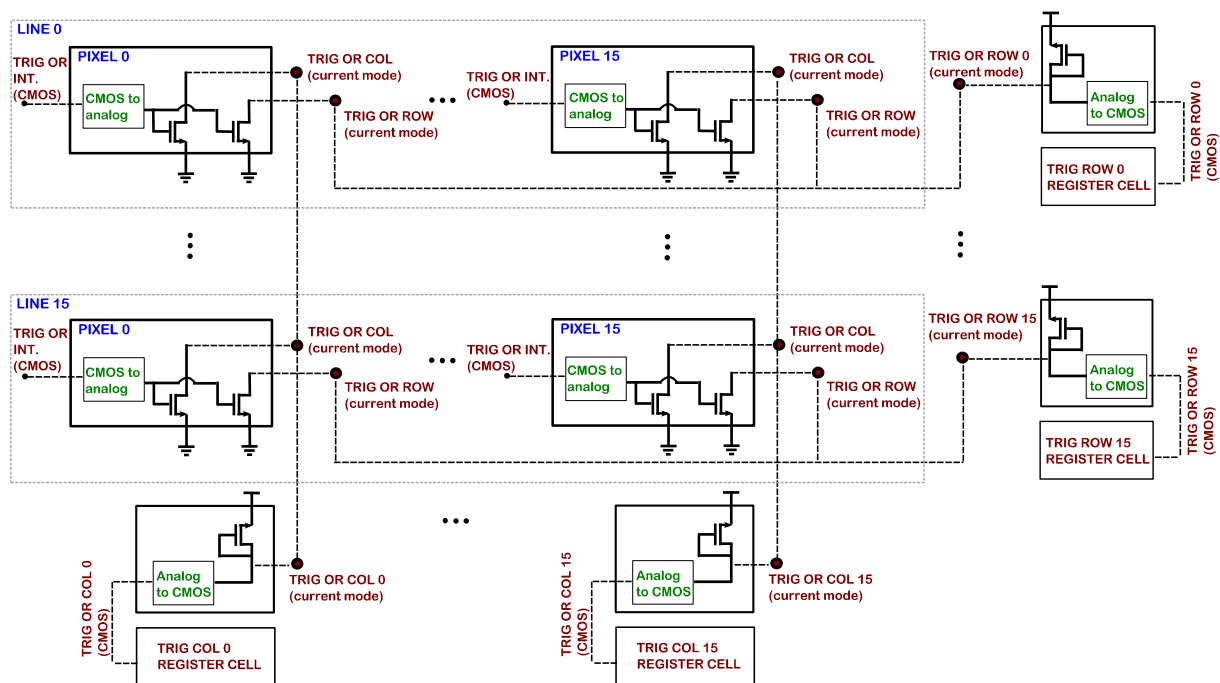 LINE 0
PIXEL 0
TRIG OR
INT.
(CMOS)
CMOS to
analog
TRIG OR COL
(current mode)
TRIG OR ROW
(current mode)
TRIG OR INT.
(CMOS)
PIXEL 15
CMOS to
analog
TRIG OR COL
(current mode)
TRIG OR ROW
(current mode)
TRIG OR ROW 0
(current mode)
Analog
to CMOS
TRIG OR ROW 0
(CMOS)
TRIG ROW 0
REGISTER CELL
LINE 15
PIXEL 0
TRIG OR
INT.
(CMOS)
CMOS to
analog
TRIG OR COL
(current mode)
TRIG OR ROW
(current mode)
TRIG OR INT.
(CMOS)
PIXEL 15
CMOS to
analog
TRIG OR COL
(current mode)
TRIG OR ROW
(current mode)
TRIG OR ROW 15
(current mode)
Analog
to CMOS
TRIG OR ROW 15
(CMOS)
TRIG ROW 15
REGISTER CELL
TRIG OR COL 0
(CMOS)
Analog
to CMOS
TRIG OR COL 0
(current mode)
TRIG COL 0
REGISTER CELL
TRIG OR COL 15
(CMOS)
Analog
to CMOS
TRIG OR COL 15
(current mode)
TRIG COL 15
REGISTER CELL